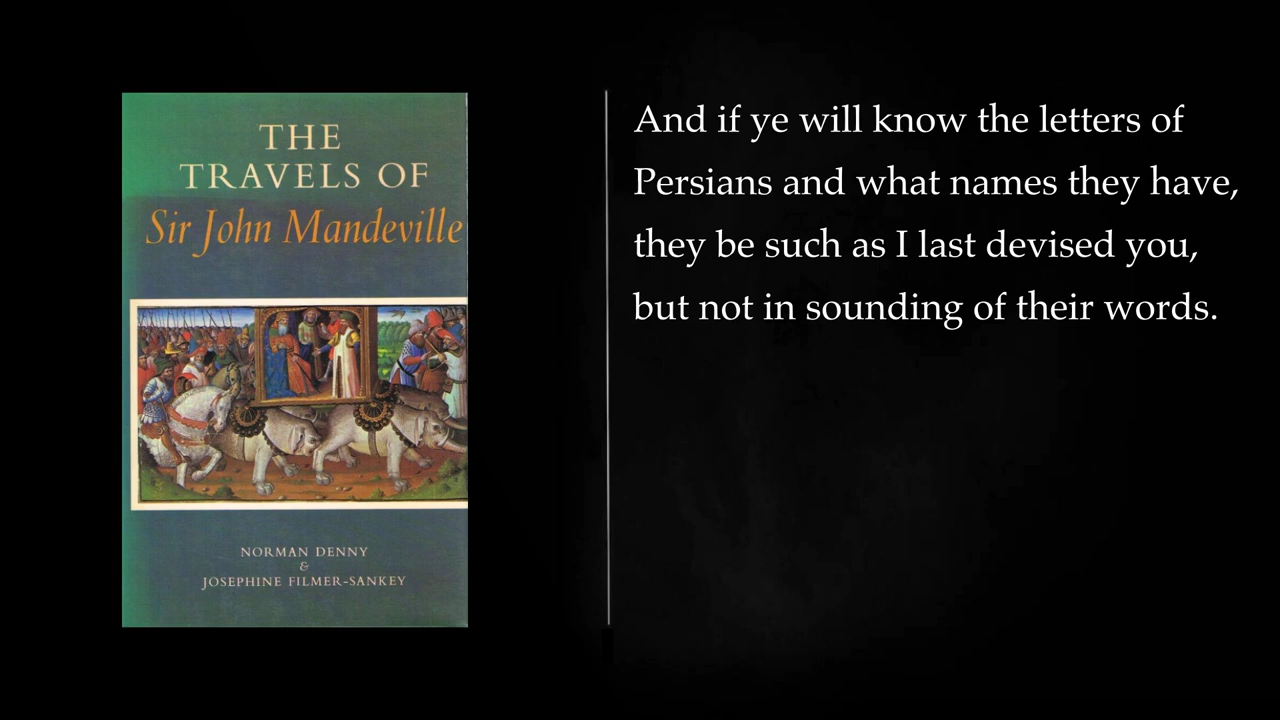 THE
TRAVELS OF
Sir John Mandeville
NORMAN DENNY
&
JOSEPHINE FILMER-SANKEY
And if ye will know the letters of
Persians and what names they have,
they be such as I last devised you,
but not in sounding of their words.